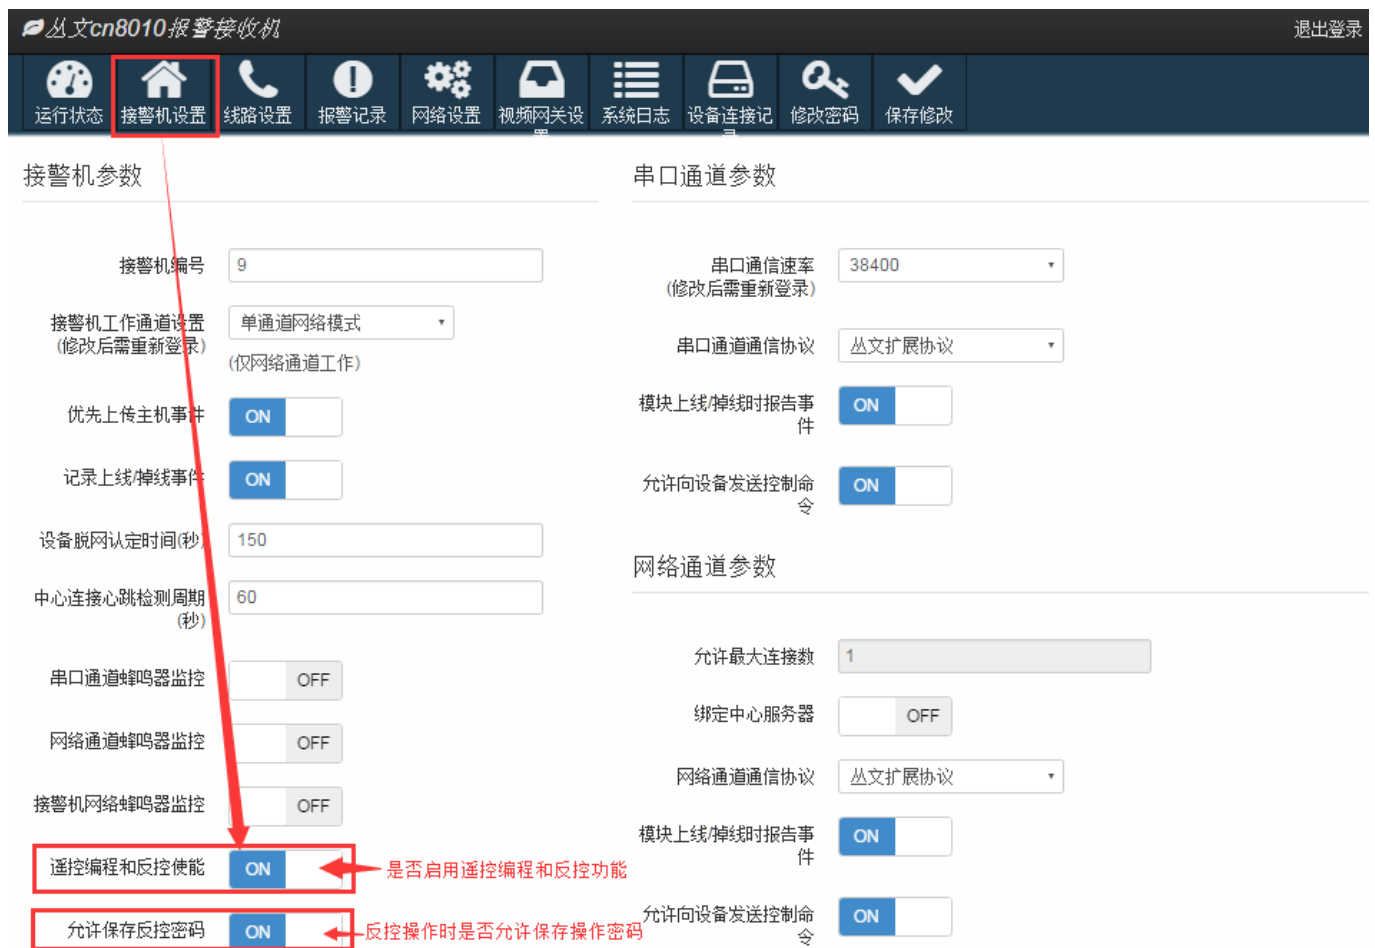 丛文cn8010报警接收机
退出登录
运行状态
接警机设置
线路设置
报警记录
网络设置
视频网关设
置
系统日志
设备连接记
修改密码
保存修改
接警机参数
接警机编号
9
接警机工作通道设置
(修改后需重新登录)
单通道网络模式
(仅网络通道工作)
优先上传主机事件
ON
记录上线/掉线事件
ON
设备脱网认定时间(秒)
150
中心连接心跳检测周期
(秒)
60
串口通道蜂鸣器监控
OFF
网络通道蜂鸣器监控
OFF
接警机网络蜂鸣器监控
OFF
遥控编程和反控使能
ON
是否启用遥控编程和反控功能
允许保存反控密码
ON
反控操作时是否允许保存操作密码
串口通道参数
串口通信速率
(修改后需重新登录)
38400
串口通道通信协议
丛文扩展协议
模块上线/掉线时报告事
件
ON
允许向设备发送控制命
令
ON
网络通道参数
允许最大连接数
1
绑定中心服务器
OFF
网络通道通信协议
丛文扩展协议
模块上线/掉线时报告事
件
ON
允许向设备发送控制命
令
ON